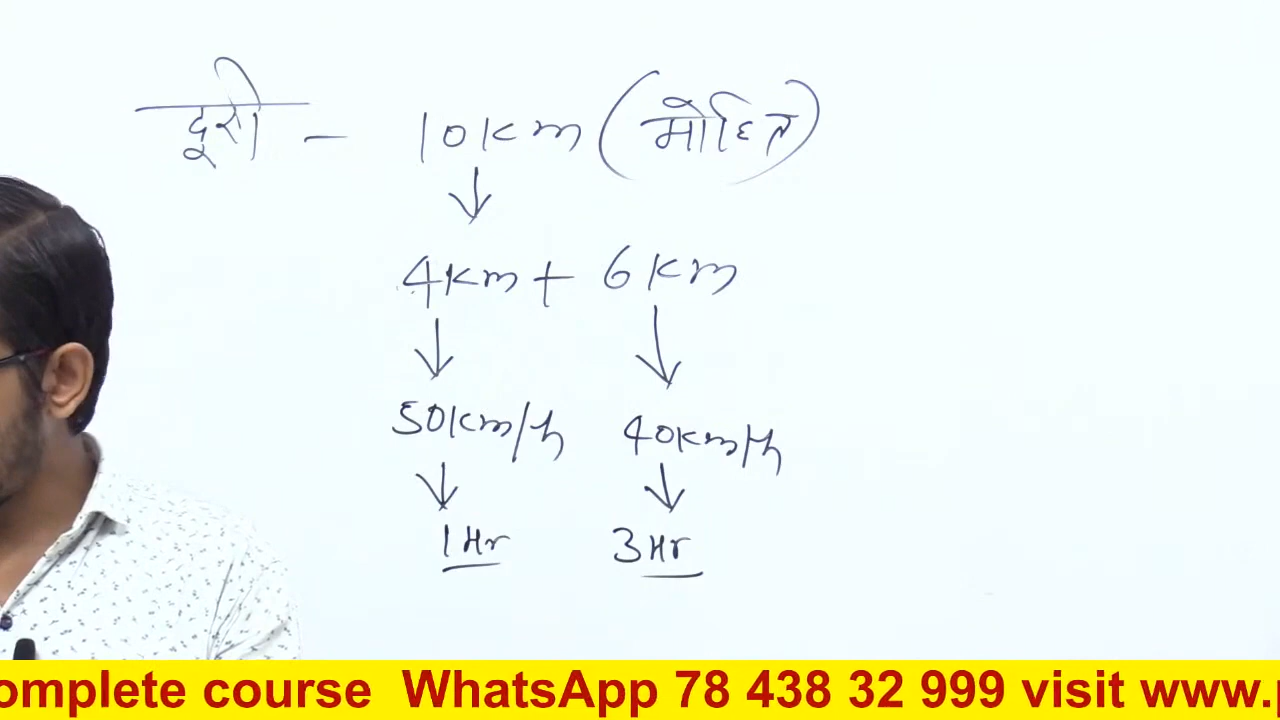 दूरी - 10km (मोहित)
↓
4km + 6km
↓ ↓
50km/h 40km/h
↓ ↓
1Hr 3Hr
omplete course WhatsApp 78 438 32 999 visit www.